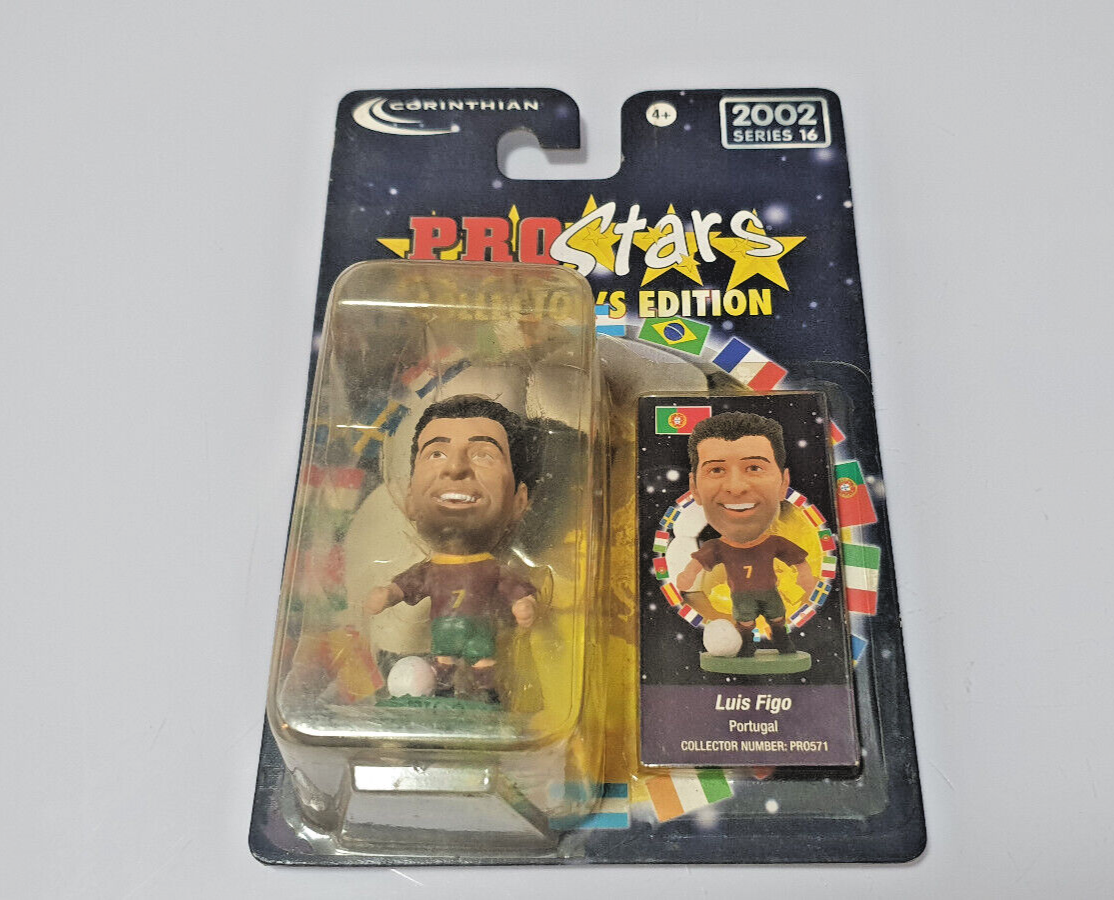 CORINTHIAN
4+
2002
SERIES 16
PRO Stars
'S EDITION
7
7
Luis Figo
Portugal
COLLECTOR NUMBER: PRO571